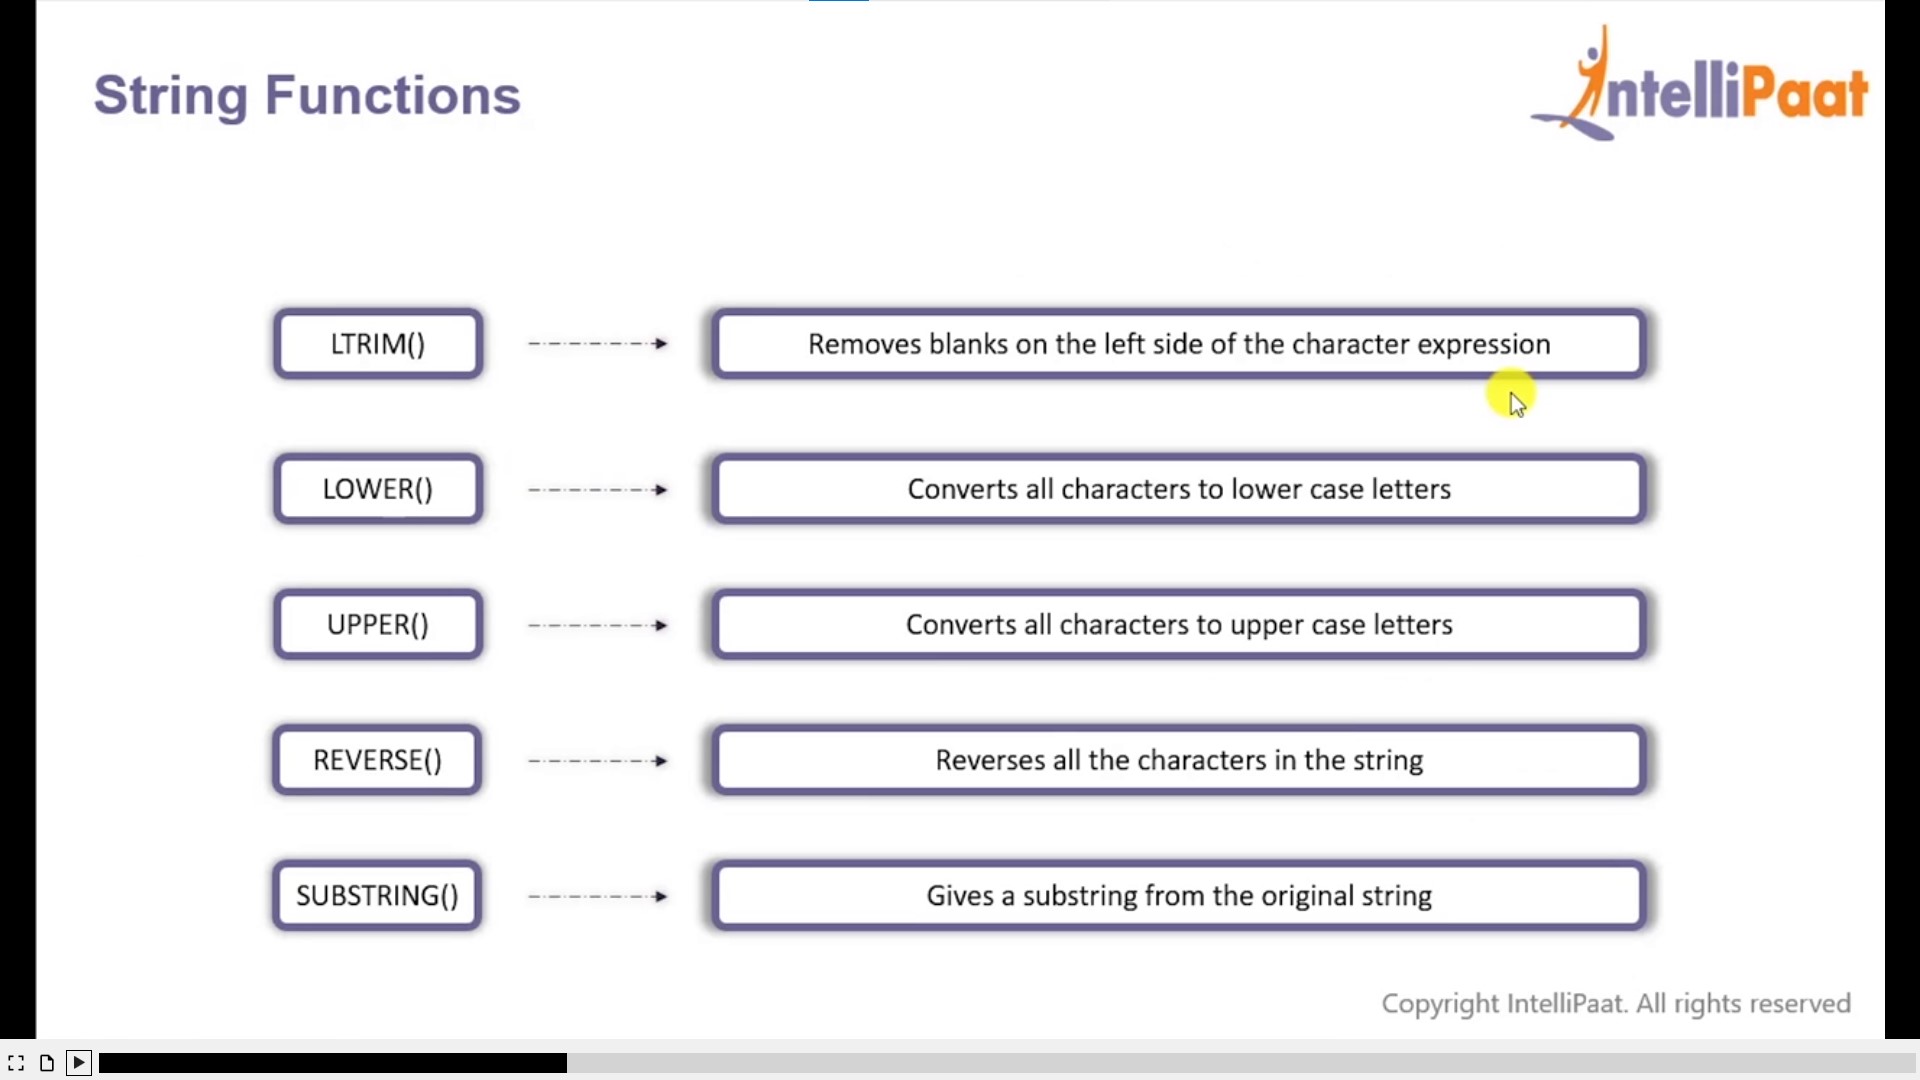 String Functions
IntelliPaat
LTRIM()
Removes blanks on the left side of the character expression
LOWER()
Converts all characters to lower case letters
UPPER()
Converts all characters to upper case letters
REVERSE()
Reverses all the characters in the string
SUBSTRING()
Gives a substring from the original string
Copyright IntelliPaat. All rights reserved